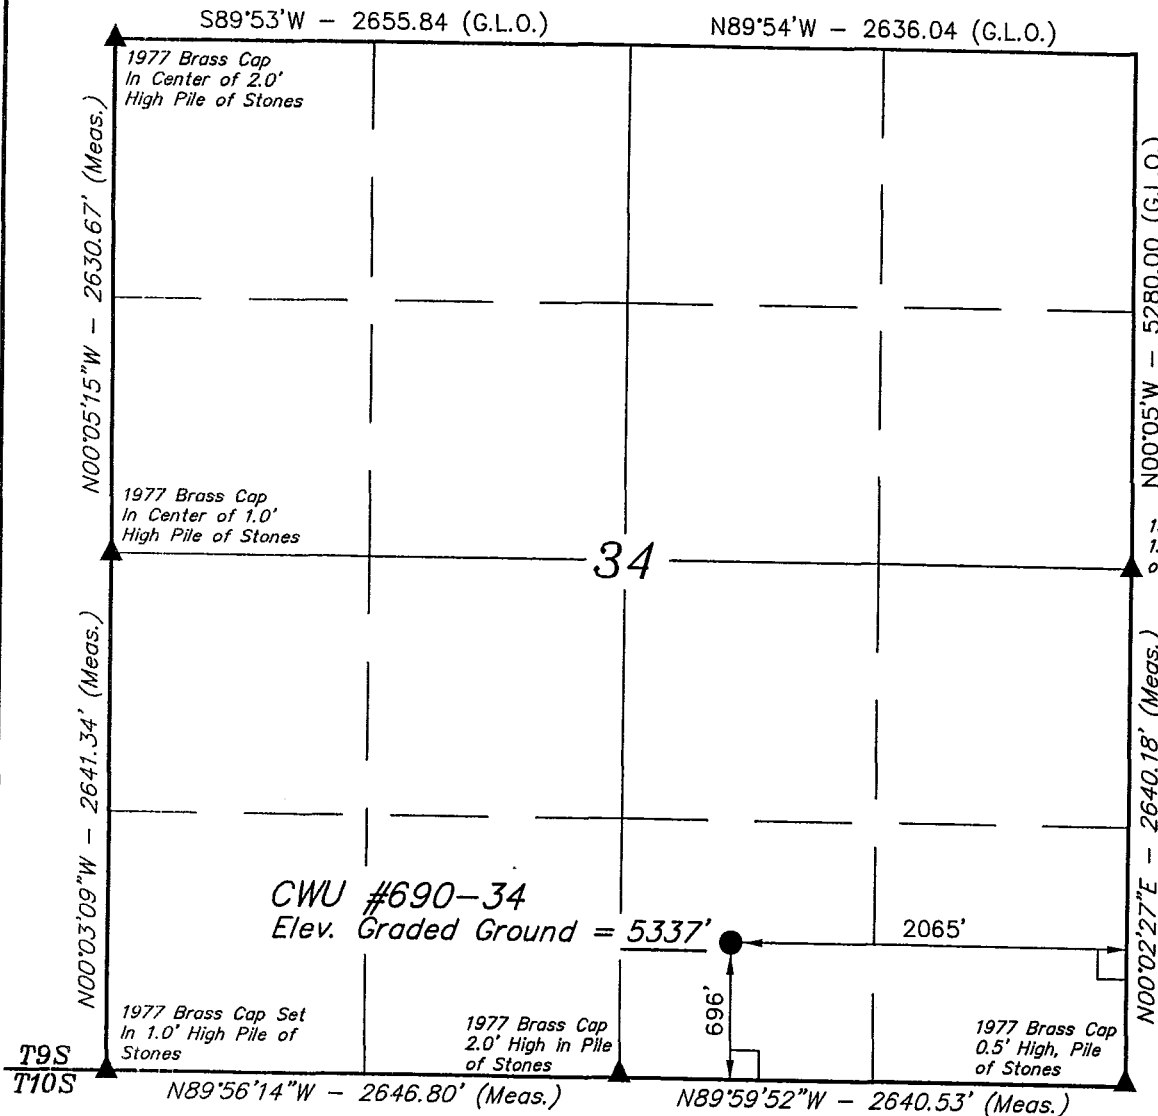 S89°53'W – 2655.84 (G.L.O.)
N89°54'W – 2636.04 (G.L.O.)
1977 Brass Cap
In Center of 2.0'
High Pile of Stones
N00°05'15"W – 2630.67' (Meas.)
N00°05'W – 5280.00 (G.L.O.)
1977 Brass Cap
In Center of 1.0'
High Pile of Stones
34
N00°03'09"W – 2641.34' (Meas.)
N00°02'27"E – 2640.18' (Meas.)
CWU #690–34
Elev. Graded Ground = 5337'
2065'
696'
1977 Brass Cap Set
In 1.0' High Pile of
Stones
1977 Brass Cap
2.0' High in Pile
of Stones
1977 Brass Cap
0.5' High, Pile
of Stones
T9S
T10S
N89°56'14"W – 2646.80' (Meas.)
N89°59'52"W – 2640.53' (Meas.)